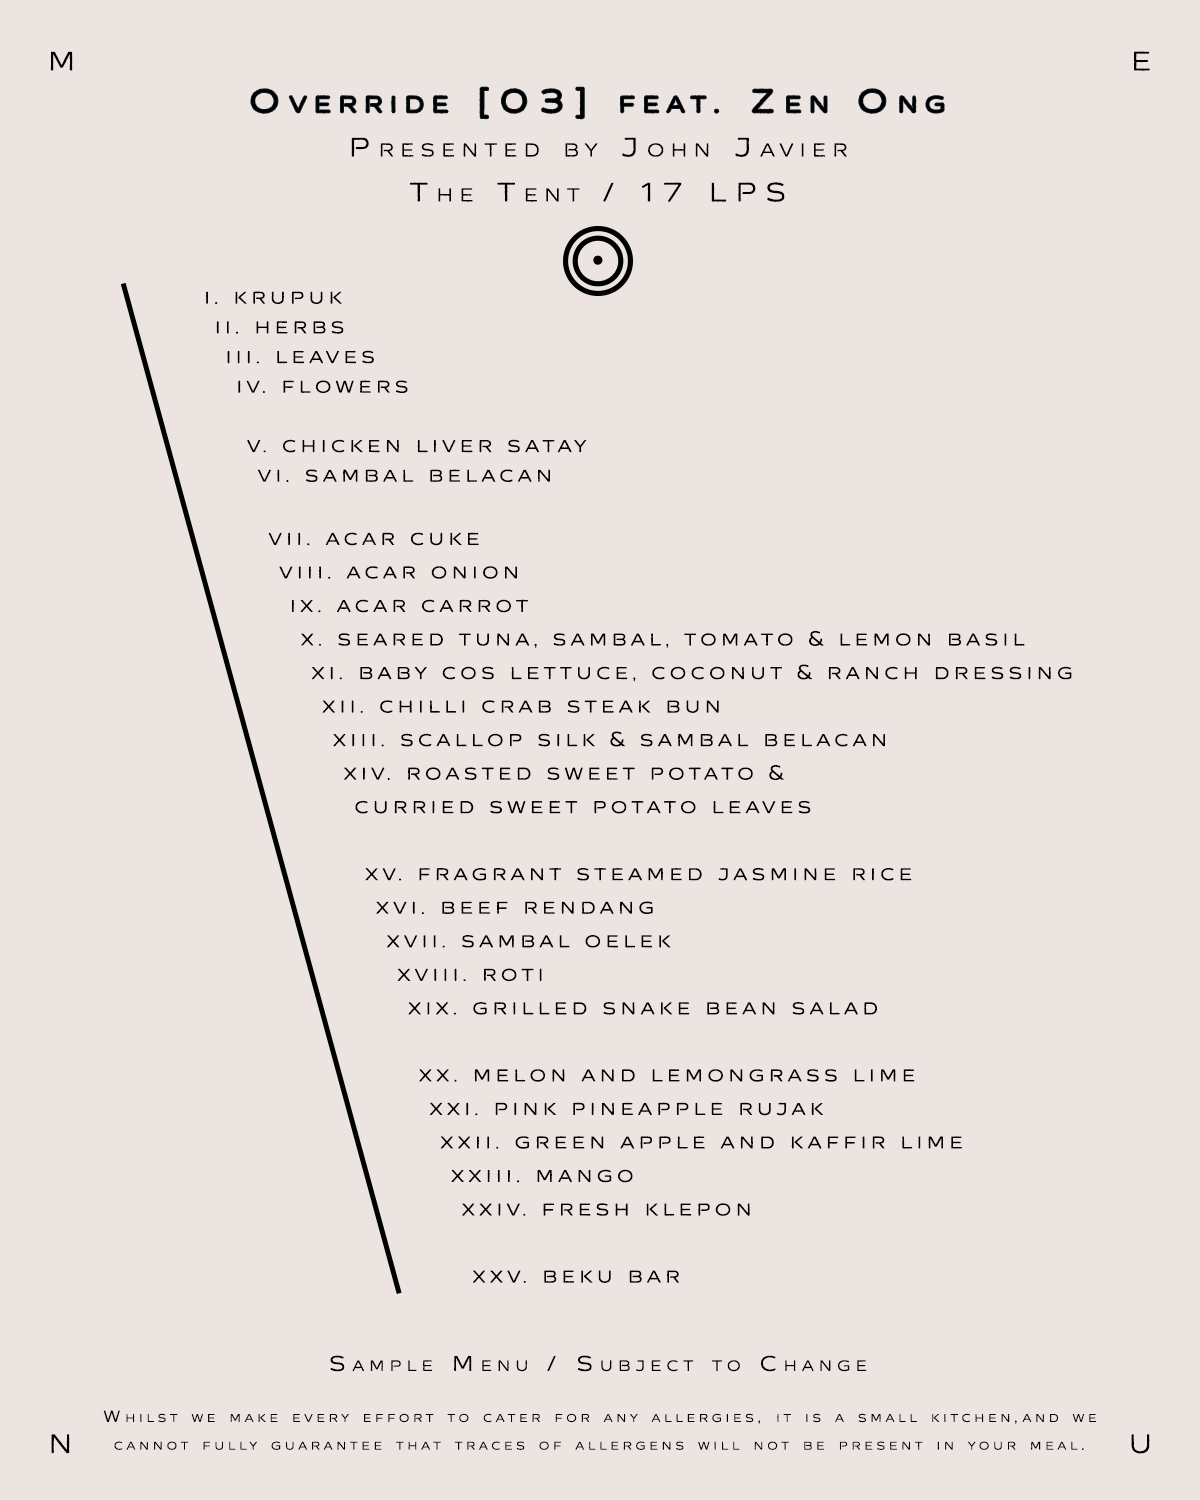 M E
Override [03] feat. Zen Ong
Presented by John Javier
The Tent / 17 LPS
I. KRUPUK
II. HERBS
III. LEAVES
IV. FLOWERS
V. CHICKEN LIVER SATAY
VI. SAMBAL BELACAN
VII. ACAR CUKE
VIII. ACAR ONION
IX. ACAR CARROT
X. SEARED TUNA, SAMBAL, TOMATO & LEMON BASIL
XI. BABY COS LETTUCE, COCONUT & RANCH DRESSING
XII. CHILLI CRAB STEAK BUN
XIII. SCALLOP SILK & SAMBAL BELACAN
XIV. ROASTED SWEET POTATO &
CURRIED SWEET POTATO LEAVES
XV. FRAGRANT STEAMED JASMINE RICE
XVI. BEEF RENDANG
XVII. SAMBAL OELEK
XVIII. ROTI
XIX. GRILLED SNAKE BEAN SALAD
XX. MELON AND LEMONGRASS LIME
XXI. PINK PINEAPPLE RUJAK
XXII. GREEN APPLE AND KAFFIR LIME
XXIII. MANGO
XXIV. FRESH KLEPON
XXV. BEKU BAR
Sample Menu / Subject to Change
Whilst we make every effort to cater for any allergies, it is a small kitchen,and we
cannot fully guarantee that traces of allergens will not be present in your meal.
N U